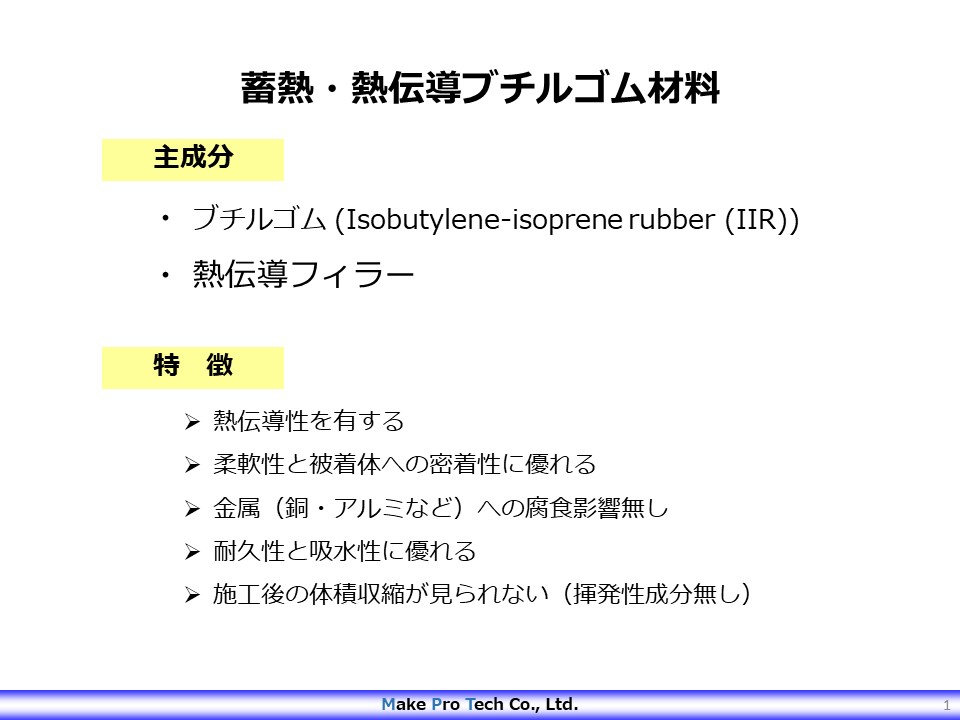 蓄熱・熱伝導ブチルゴム材料
主成分
・ ブチルゴム (Isobutylene-isoprene rubber (IIR))
・ 熱伝導フィラー
特　徴
➢ 熱伝導性を有する
➢ 柔軟性と被着体への密着性に優れる
➢ 金属（銅・アルミなど）への腐食影響無し
➢ 耐久性と吸水性に優れる
➢ 施工後の体積収縮が見られない（揮発性成分無し）
Make Pro Tech Co., Ltd.
1